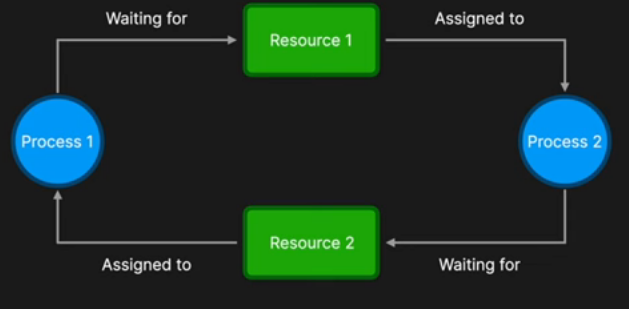 Waiting for
Assigned to
Resource 1
Process 1
Process 2
Resource 2
Assigned to
Waiting for